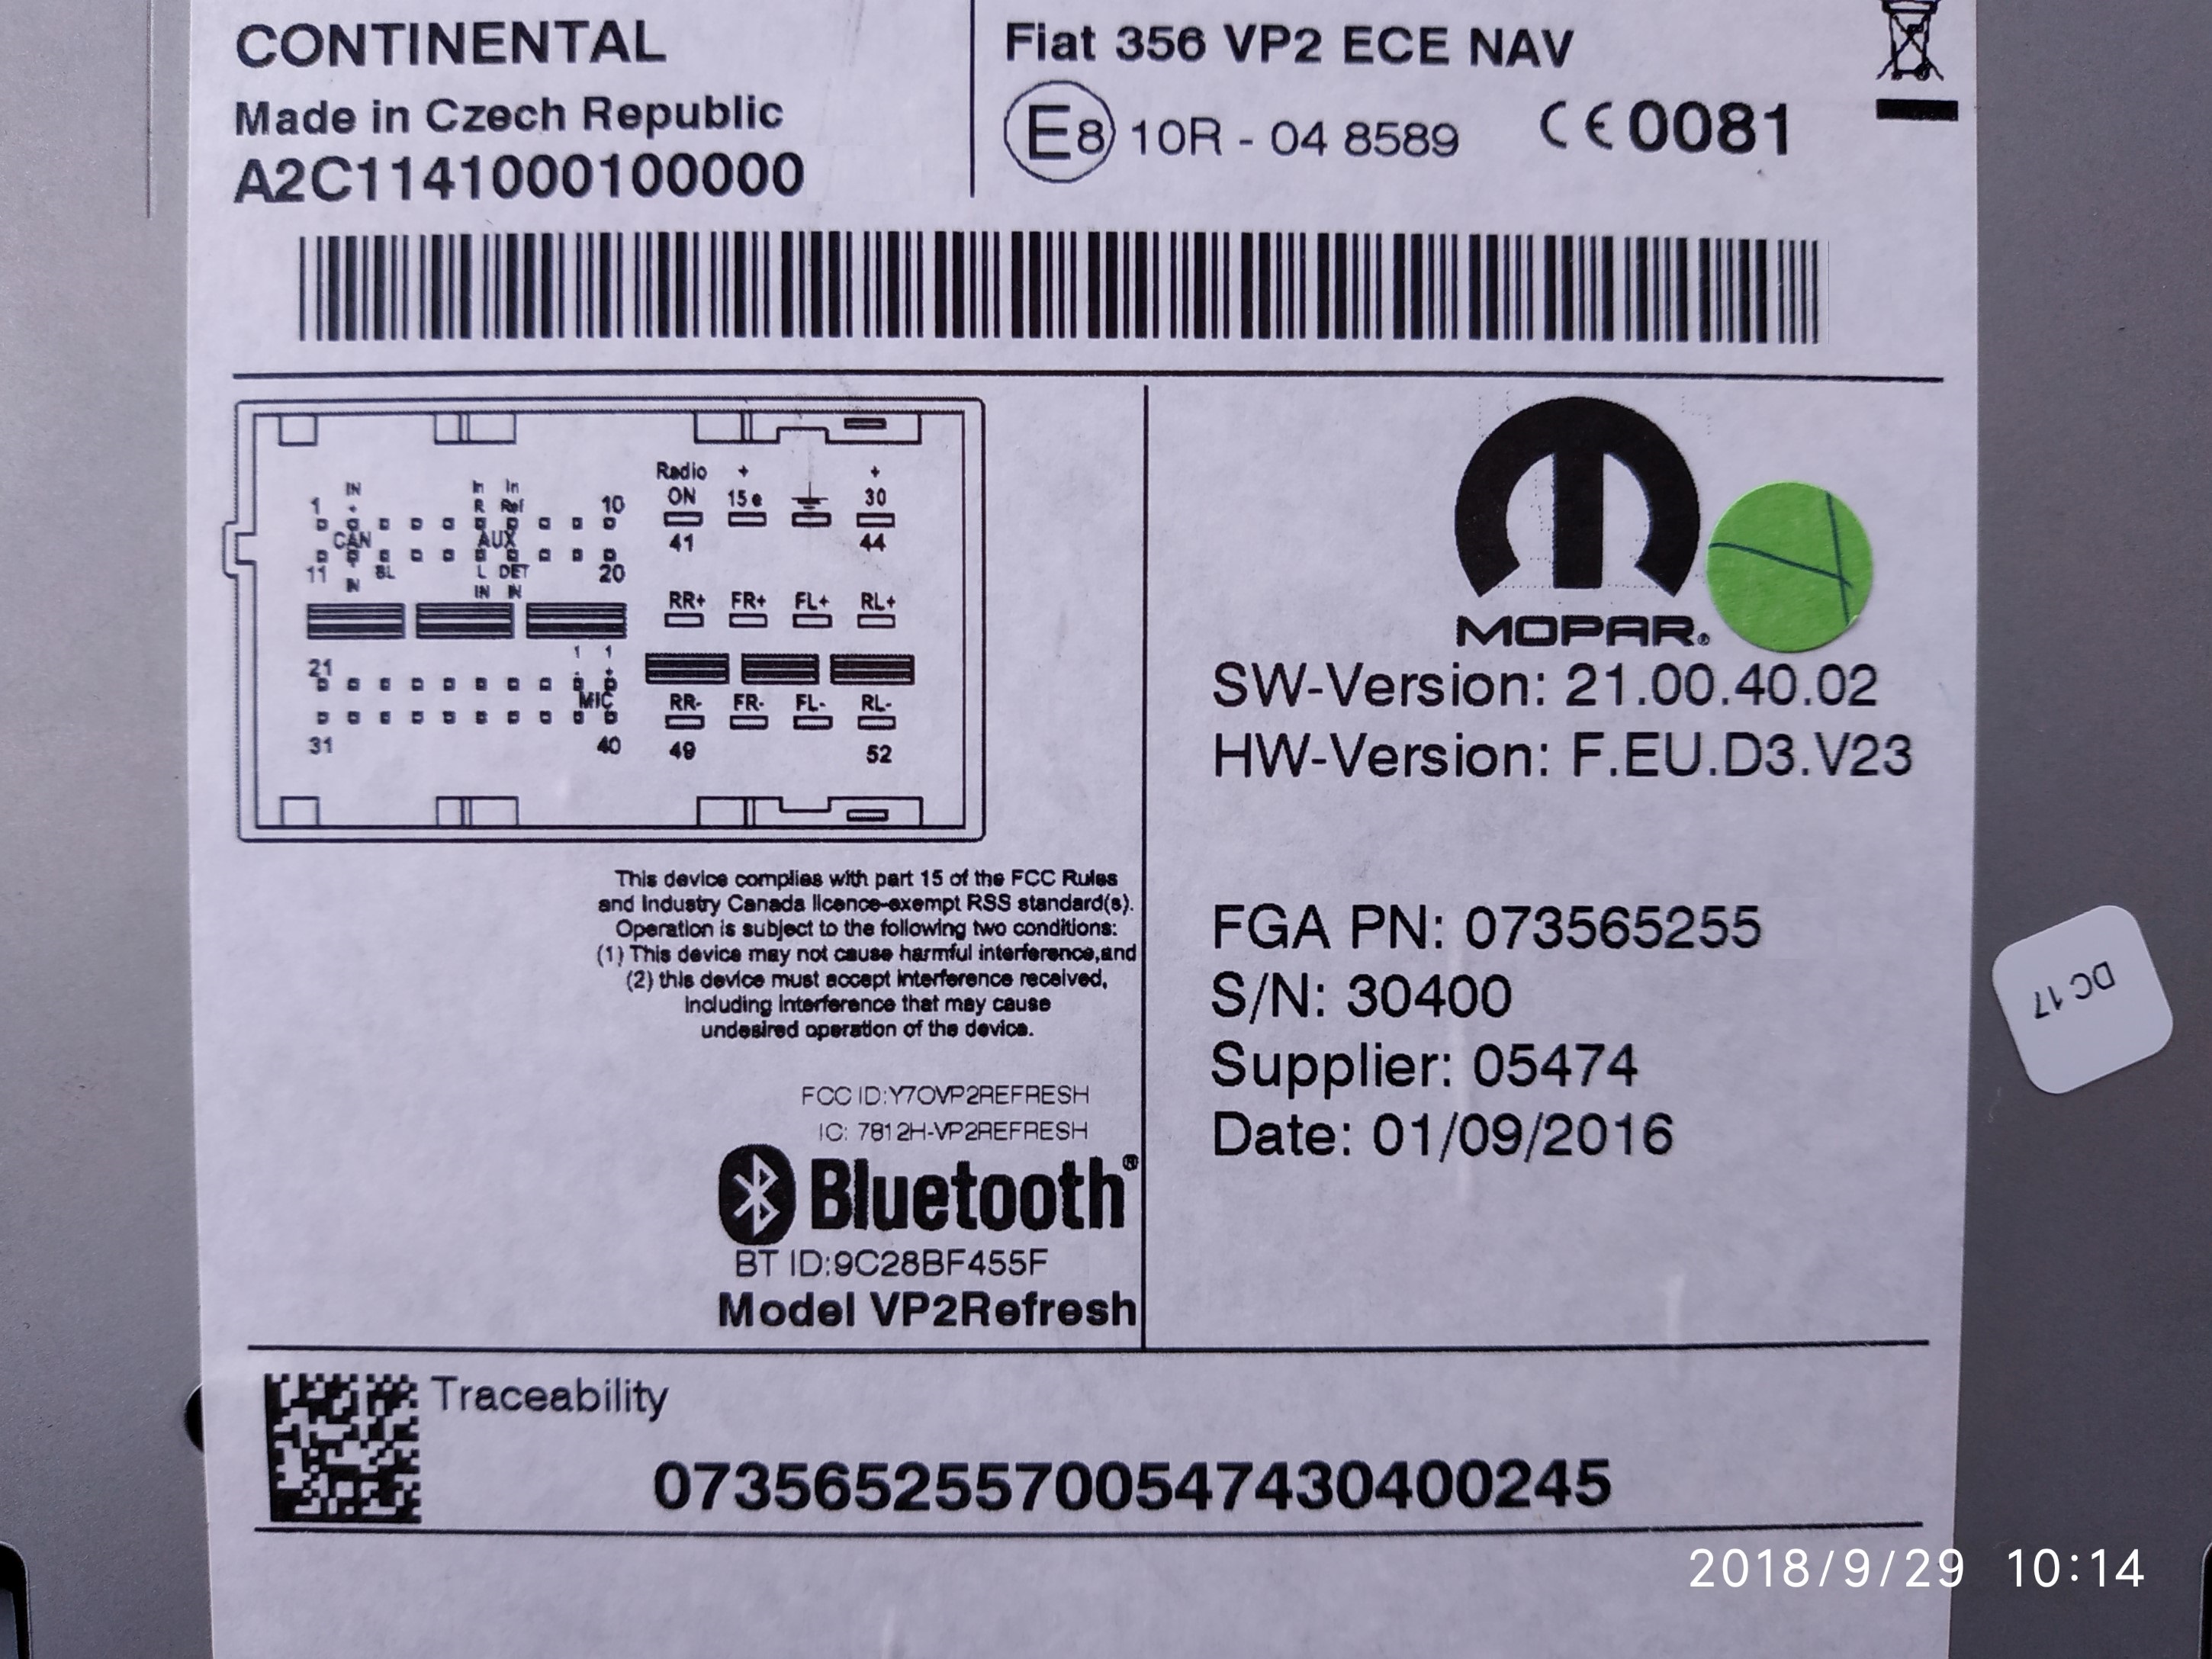 CONTINENTAL
Made in Czech Republic
A2C1141000100000
Fiat 356 VP2 ECE NAV
E8 10R - 04 8589 CE 0081
Radio + +
ON 15e 30
IN In In
1 + R Ref 10
CAN AUX
11 + BL L DET 20
IN IN IN
41 44
RR+ FR+ FL+ RL+
21 1 1
- +
MIC
31 40
RR- FR- FL- RL-
49 52
MOPAR®
SW-Version: 21.00.40.02
HW-Version: F.EU.D3.V23
FGA PN: 073565255
S/N: 30400
Supplier: 05474
Date: 01/09/2016
This device complies with part 15 of the FCC Rules
and Industry Canada licence-exempt RSS standard(s).
Operation is subject to the following two conditions:
(1) This device may not cause harmful interference,and
(2) this device must accept interference received,
including interference that may cause
undesired operation of the device.
FCC ID:Y7OVP2REFRESH
IC: 7812H-VP2REFRESH
Bluetooth®
BT ID:9C28BF455F
Model VP2Refresh
Traceability
07356525570054743040​0245
DC 17
2018/9/29 10:14